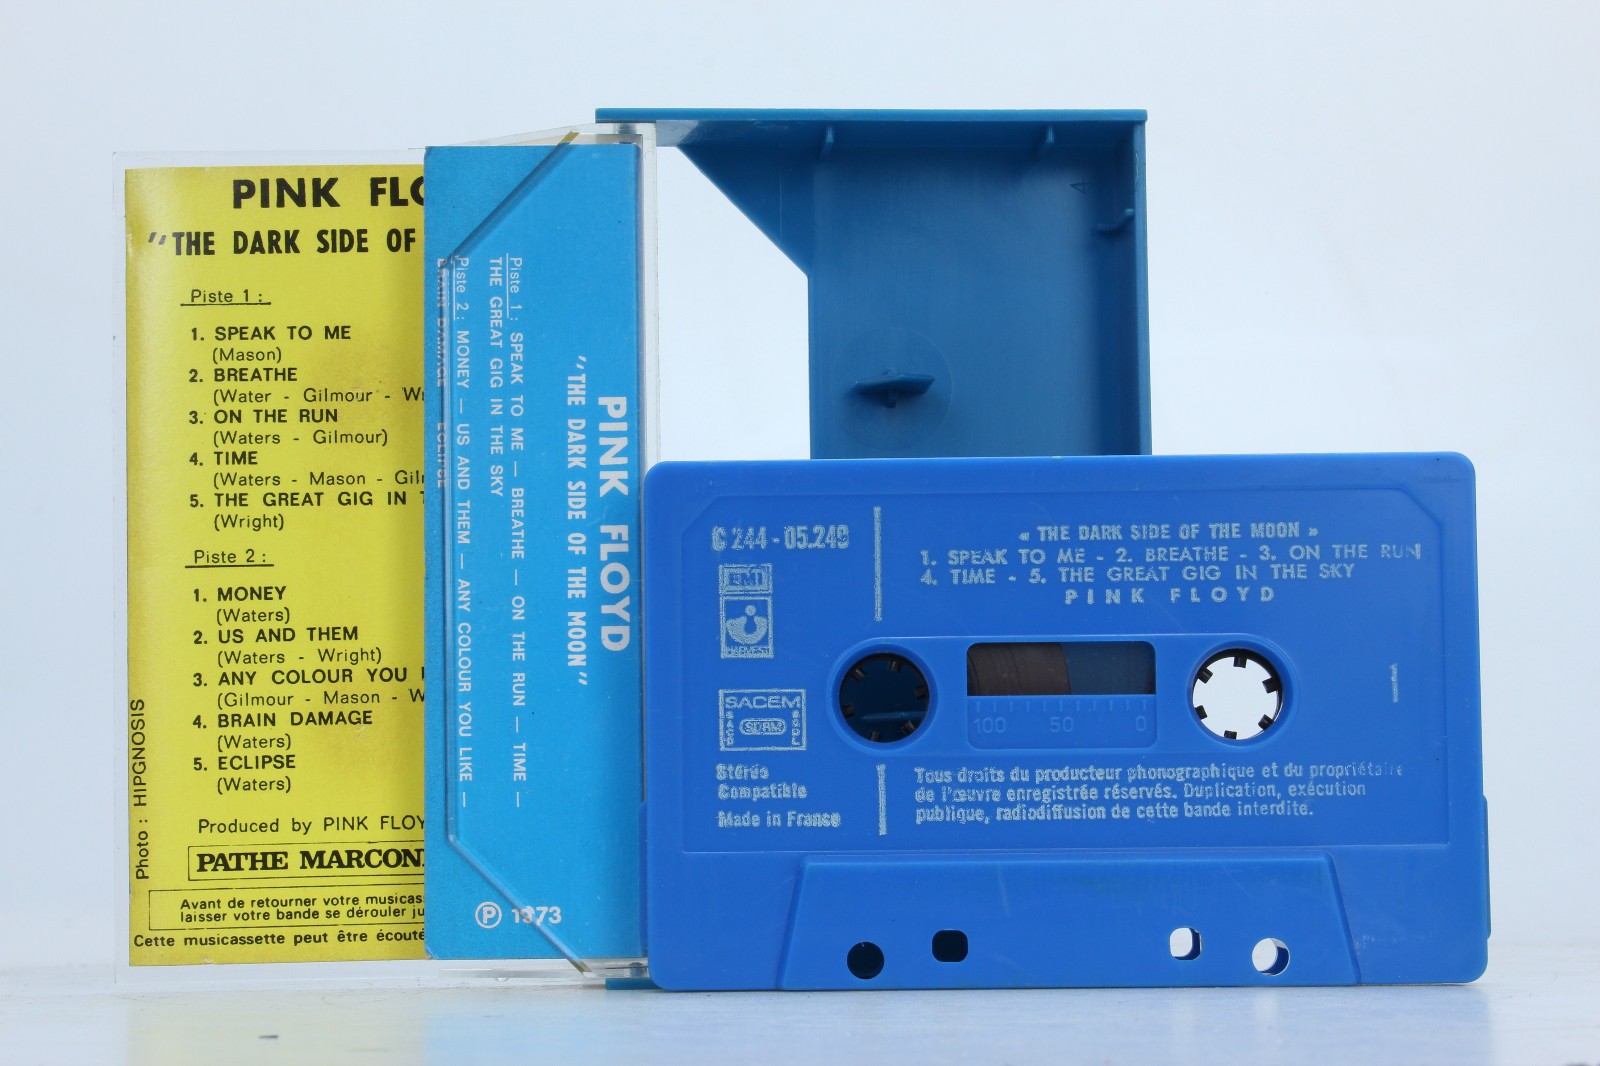 PINK FLO
"THE DARK SIDE OF
Piste 1 :
1. SPEAK TO ME
(Mason)
2. BREATHE
(Water - Gilmour - Wr
3. ON THE RUN
(Waters - Gilmour)
4. TIME
(Waters - Mason - Gil
5. THE GREAT GIG IN
(Wright)
Piste 2 :
1. MONEY
(Waters)
2. US AND THEM
(Waters - Wright)
3. ANY COLOUR YOU
(Gilmour - Mason - W
4. BRAIN DAMAGE
(Waters)
5. ECLIPSE
(Waters)
Produced by PINK FLOY
PATHE MARCONI
Avant de retourner votre musicas
laisser votre bande se dérouler ju
Cette musicassette peut être écouté
Photo : HIPGNOSIS
PINK FLOYD
"THE DARK SIDE OF THE MOON"
Piste 1 : SPEAK TO ME — BREATHE — ON THE RUN — TIME —
THE GREAT GIG IN THE SKY
Piste 2 : MONEY — US AND THEM — ANY COLOUR YOU LIKE —
BRAIN DAMAGE ECLIPSE
℗ 1973
C 244 - 05.249
EMI
HARVEST
SACEM
SACD SDRM SGDL
Stéréo
Compatible
Made in France
« THE DARK SIDE OF THE MOON »
1. SPEAK TO ME - 2. BREATHE - 3. ON THE RUN
4. TIME - 5. THE GREAT GIG IN THE SKY
PINK FLOYD
100 50 0
Tous droits du producteur phonographique et du propriétaire
de l'œuvre enregistrée réservés. Duplication, exécution
publique, radiodiffusion de cette bande interdite.